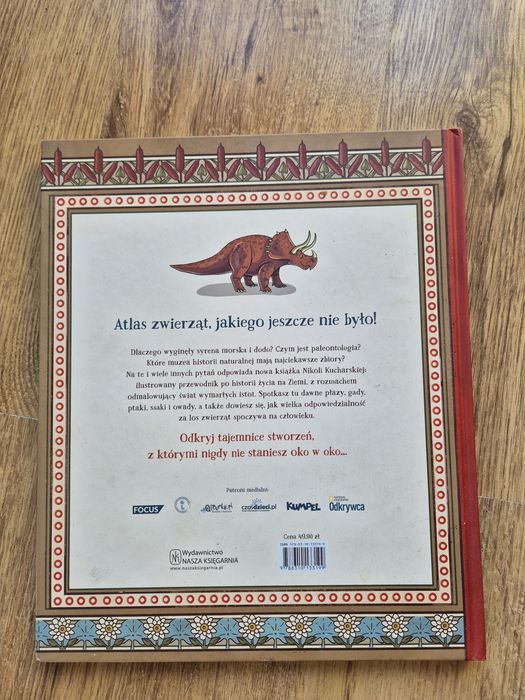 Atlas zwierząt, jakiego jeszcze nie było!
Dlaczego wyginęły syrena morska i dodo? Czym jest paleontologia?
Które muzea historii naturalnej mają najciekawsze zbiory?
Na te i wiele innych pytań odpowiada nowa książka Nikoli Kucharskiej:
ilustrowany przewodnik po historii życia na Ziemi, z rozmachem
odmalowujący świat wymarłych istot. Spotkasz tu dawne płazy, gady,
ptaki, ssaki i owady, a także dowiesz się, jak wielka odpowiedzialność
za los zwierząt spoczywa na człowieku.
Odkryj tajemnice stworzeń,
z którymi nigdy nie staniesz oko w oko...
Patroni medialni:
FOCUS
czasdzieci.pl
KUMPEL
Odkrywca
Cena 49,90 zł
Wydawnictwo
NASZA KSIĘGARNIA
www.naszaksiegarnia.pl
9 788310 133199